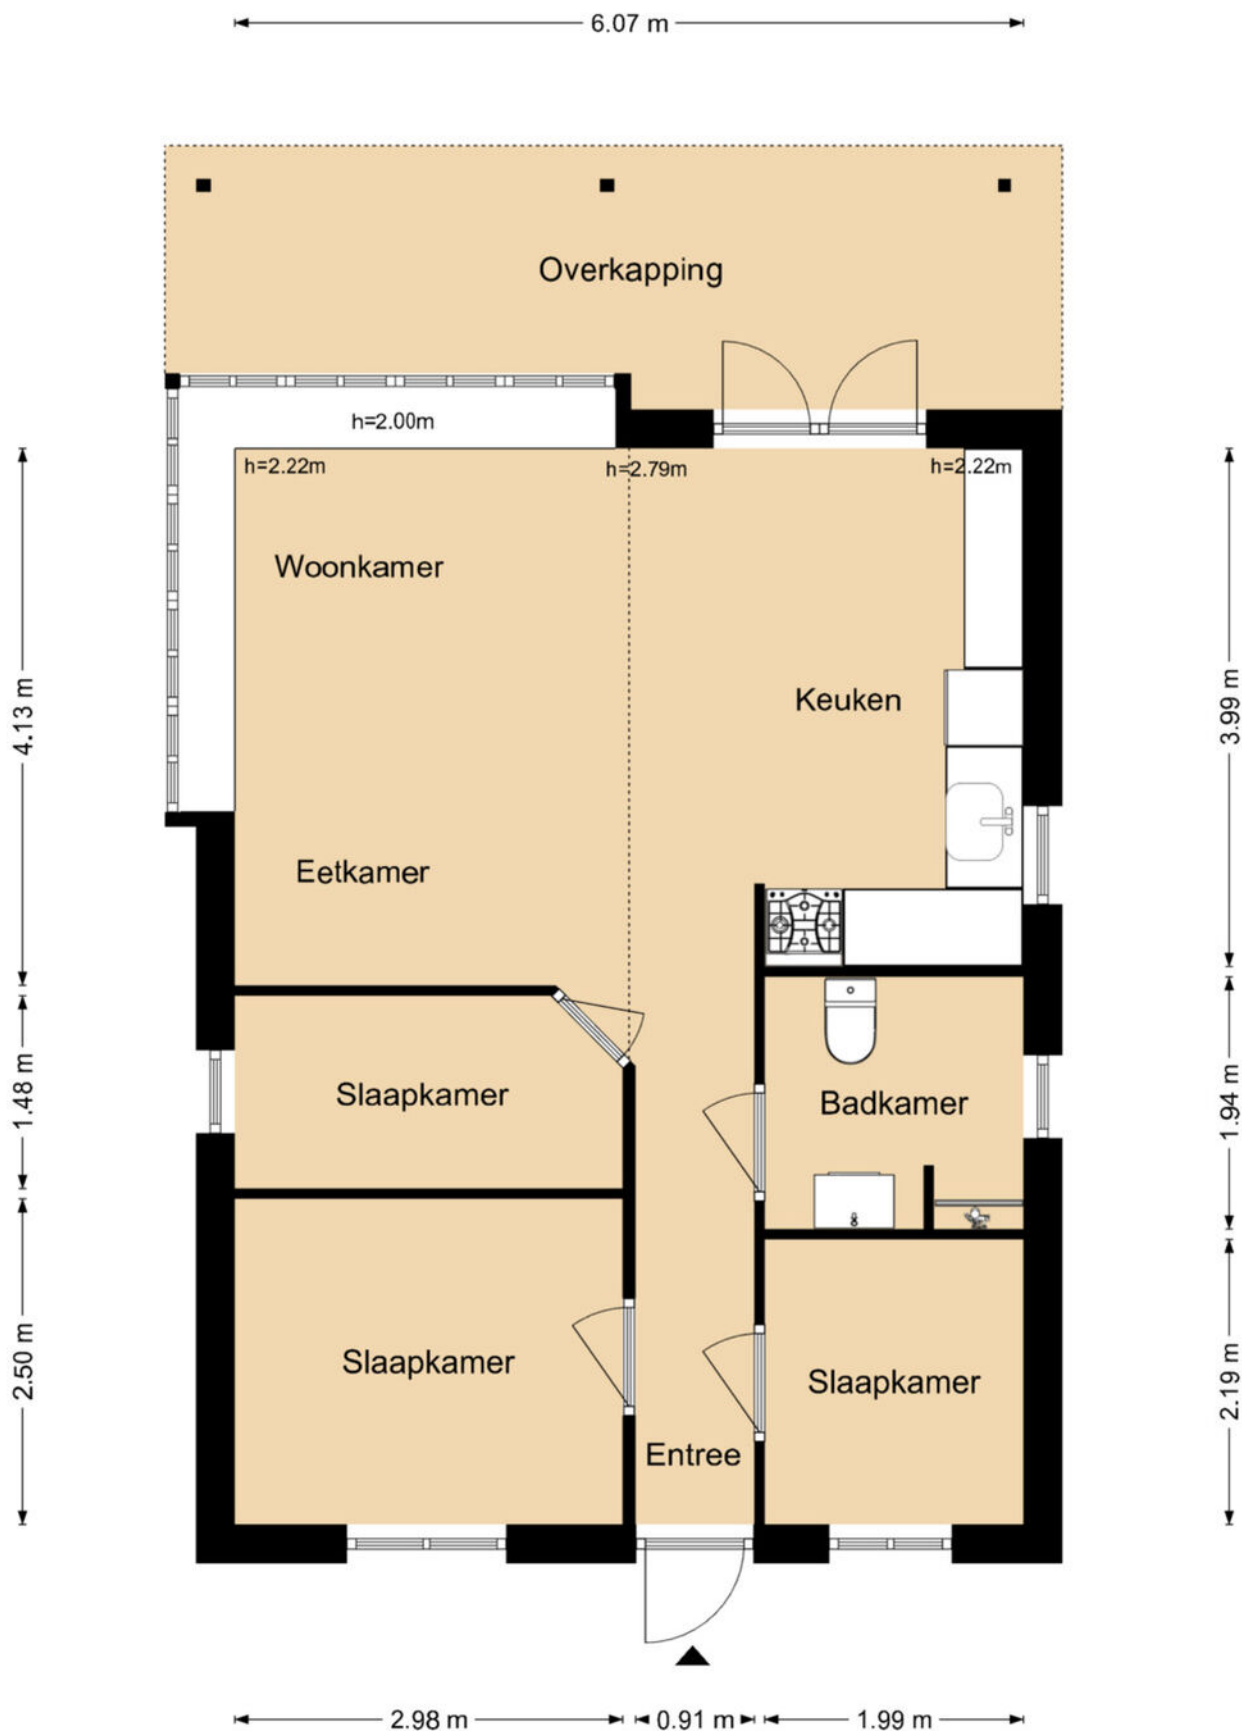 6.07 m
Overkapping
h=2.00m
h=2.22m
h=2.79m
h=2.22m
Woonkamer
Keuken
4.13 m
3.99 m
Eetkamer
Slaapkamer
Badkamer
1.48 m
1.94 m
Slaapkamer
Slaapkamer
2.50 m
2.19 m
Entree
2.98 m
0.91 m
1.99 m